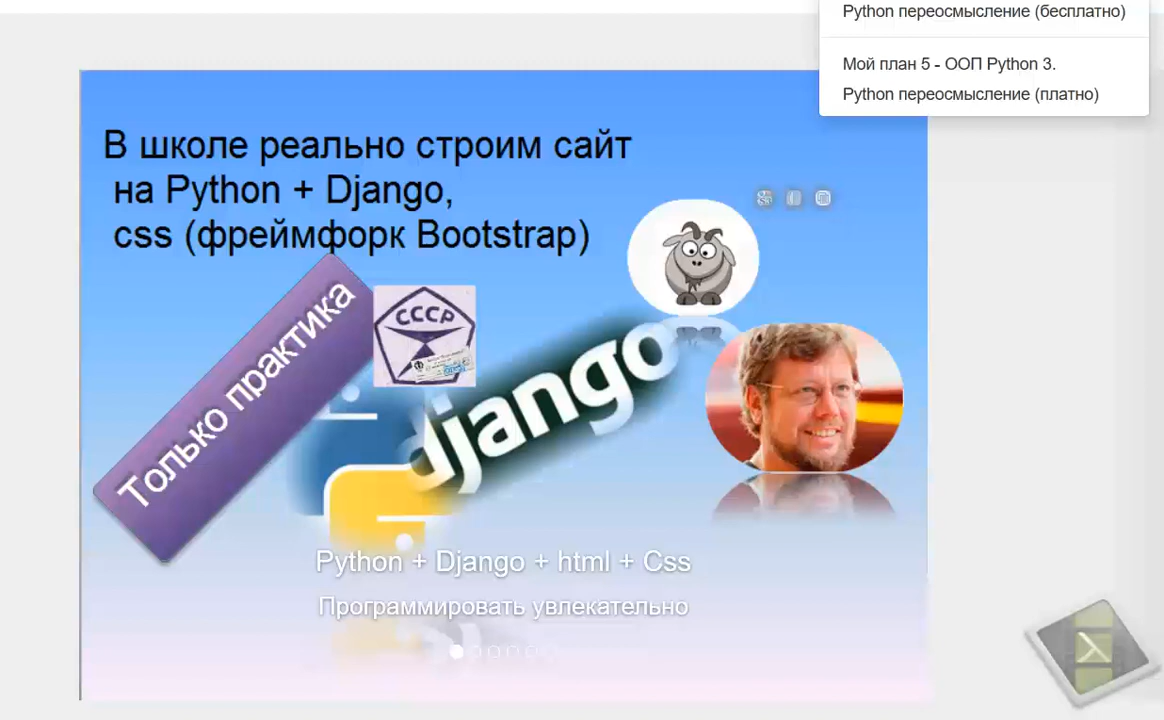 Python переосмысление (бесплатно)
Мой план 5 - ООП Python 3.
Python переосмысление (платно)
В школе реально строим сайт
на Python + Django,
css (фреймфорк Bootstrap)
Только практика
СССР
django
Python + Django + html + Css
Программировать увлекательно